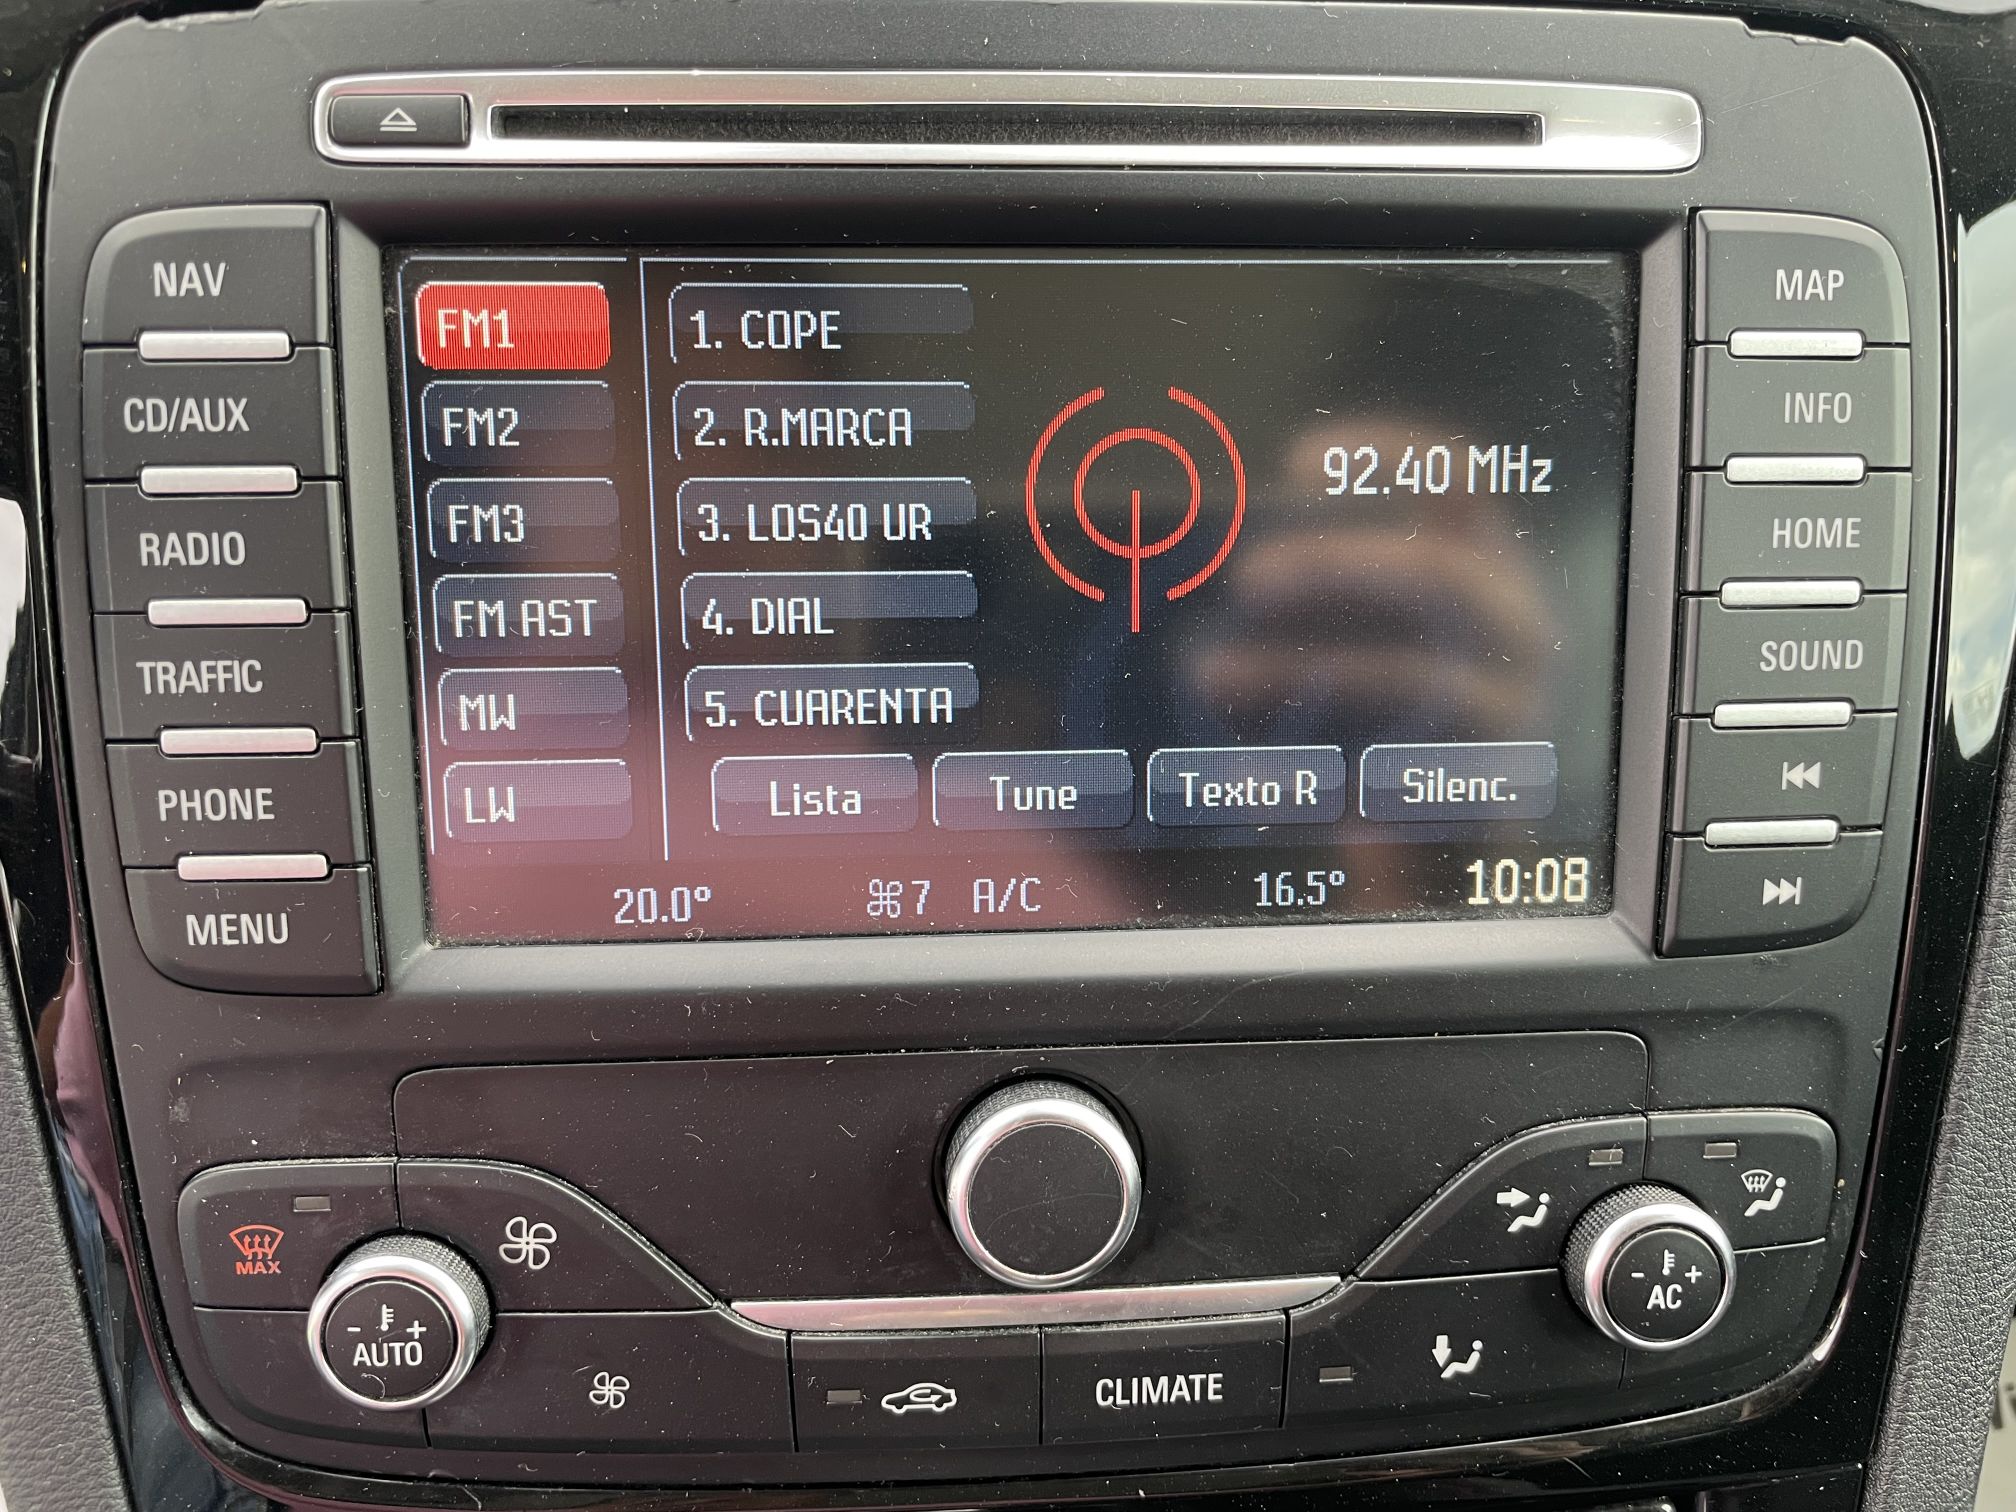 NAV
CD/AUX
RADIO
TRAFFIC
PHONE
MENU
FM1
FM2
FM3
FM AST
MW
LW
1. COPE
2. R.MARCA
3. LOS40 UR
4. DIAL
5. CUARENTA
92.40 MHz
Lista Tune Texto R Silenc.
20.0° 7 A/C 16.5° 10:08
MAP
INFO
HOME
SOUND
MAX
- +
AUTO
CLIMATE
- +
AC